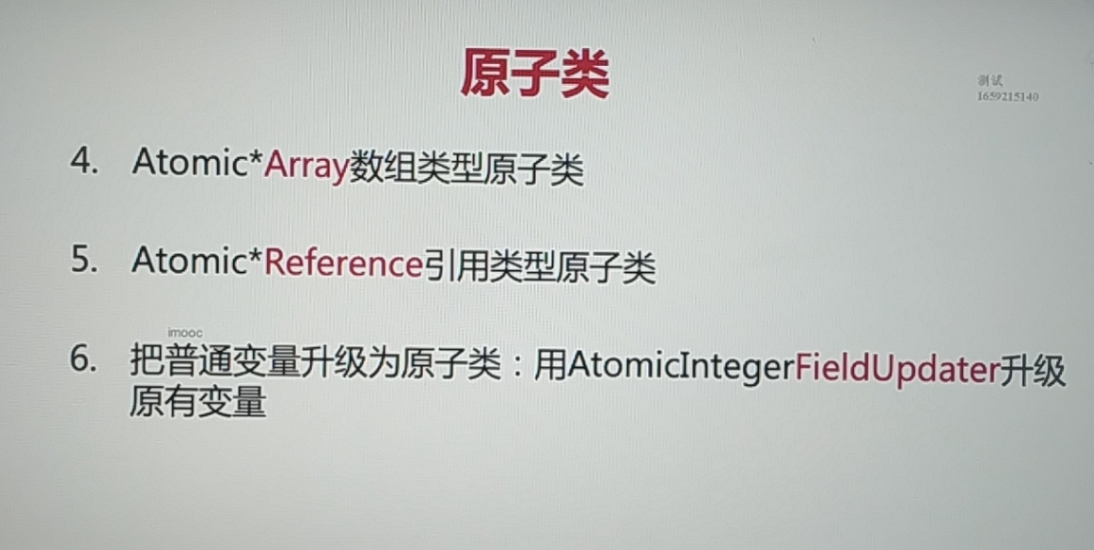 原子类
测试
1659215140
4. Atomic*Array数组类型原子类
5. Atomic*Reference引用类型原子类
imooc
6. 把普通变量升级为原子类：用AtomicIntegerFieldUpdater升级
原有变量